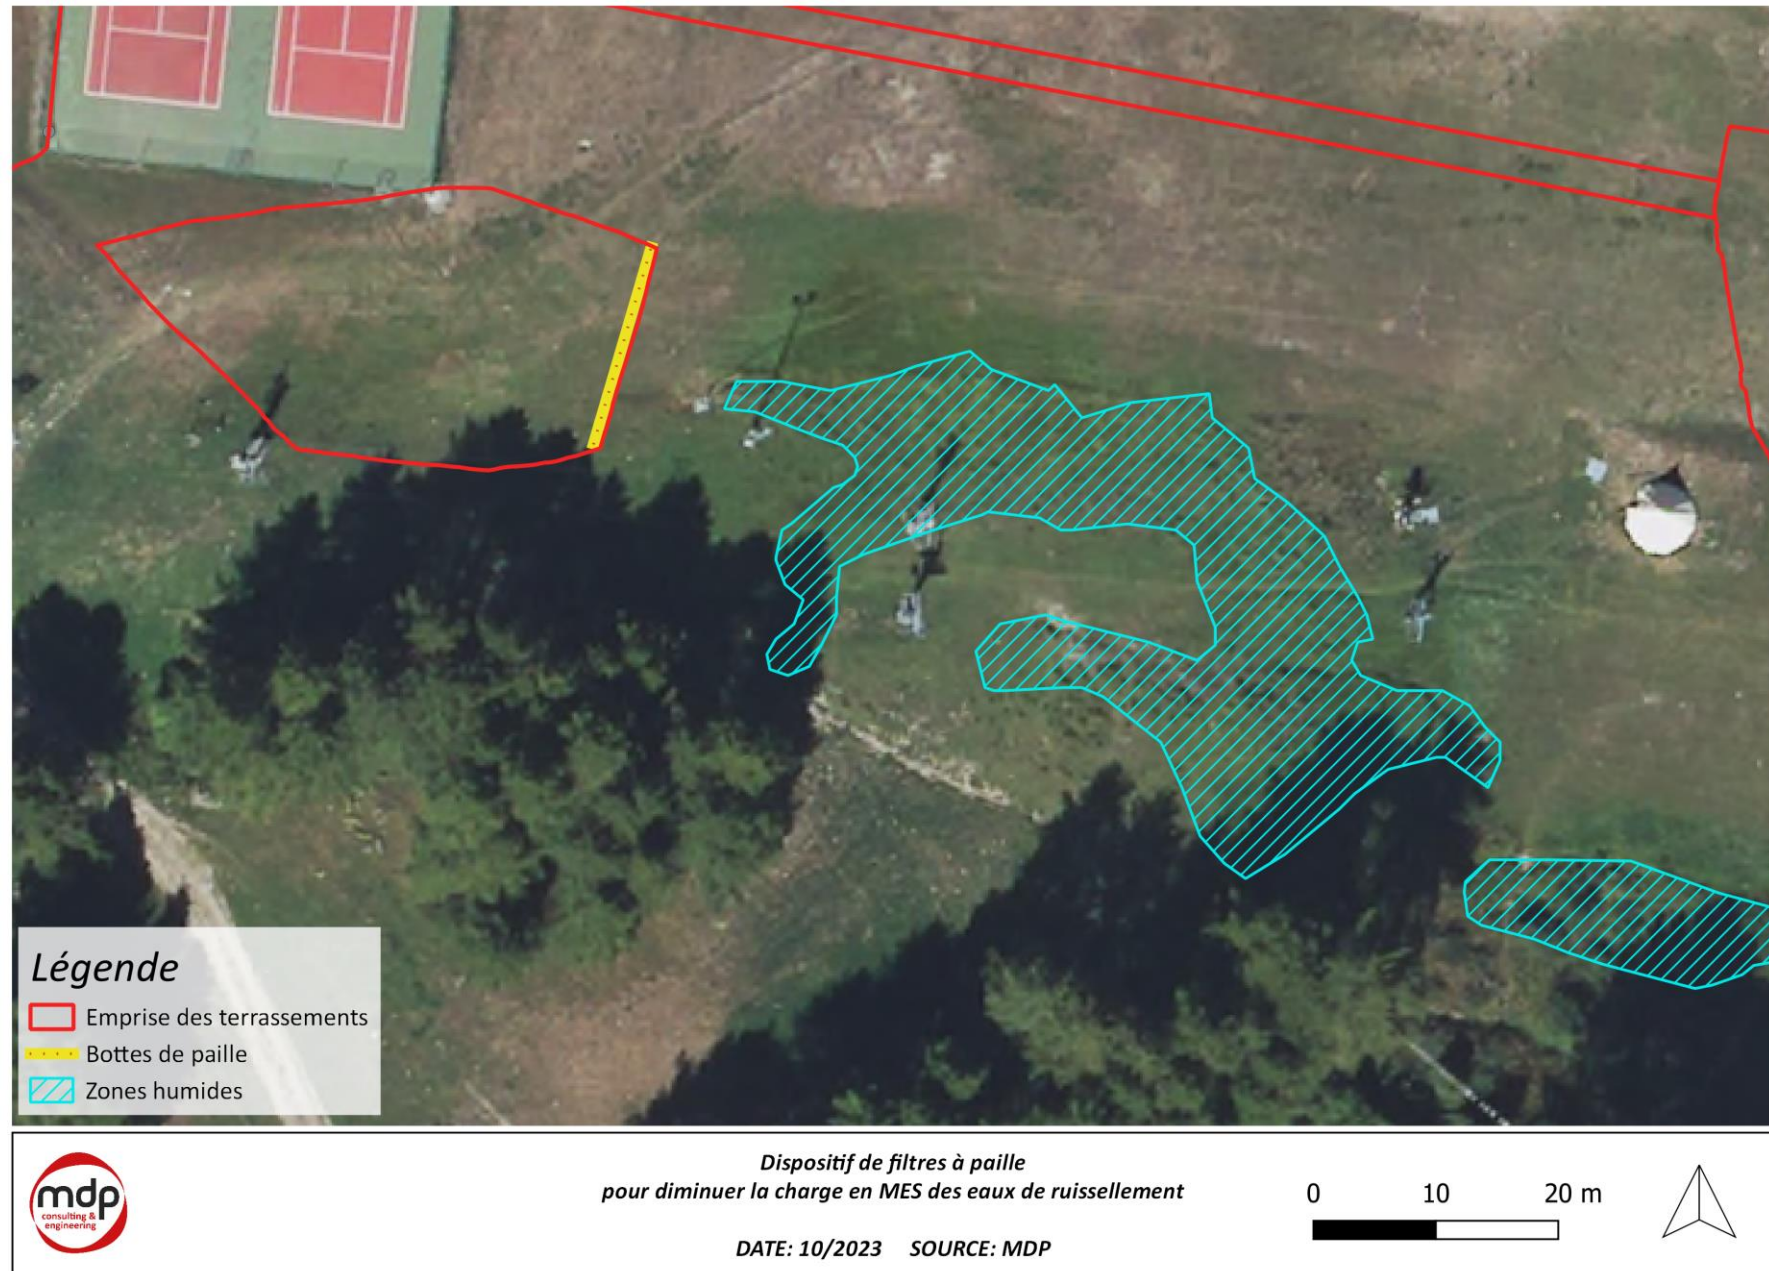 Légende
Emprise des terrassements
Bottes de paille
Zones humides
mdp
consulting &
engineering
Dispositif de filtres à paille
pour diminuer la charge en MES des eaux de ruissellement
DATE: 10/2023 SOURCE: MDP
0 10 20 m